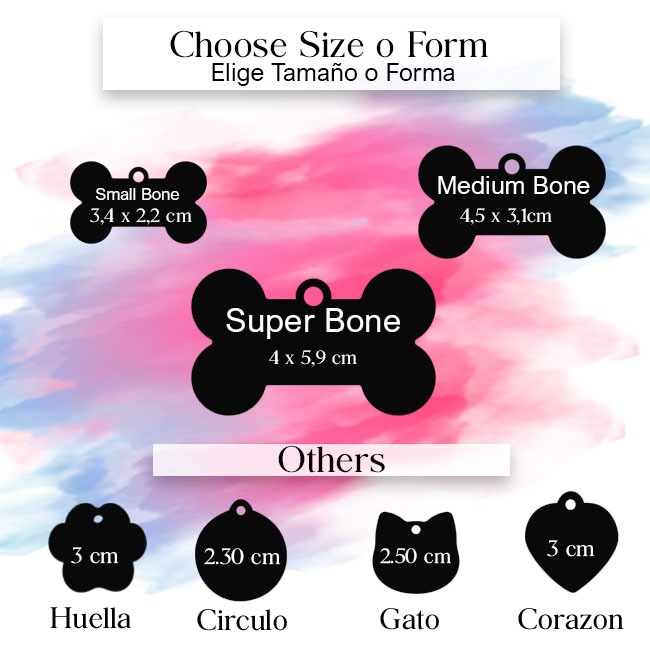 Choose Size o Form
Elige Tamaño o Forma
Small Bone
3,4 x 2,2 cm
Medium Bone
4,5 x 3,1cm
Super Bone
4 x 5,9 cm
Others
3 cm
2.30 cm
2.50 cm
3 cm
Huella
Circulo
Gato
Corazon